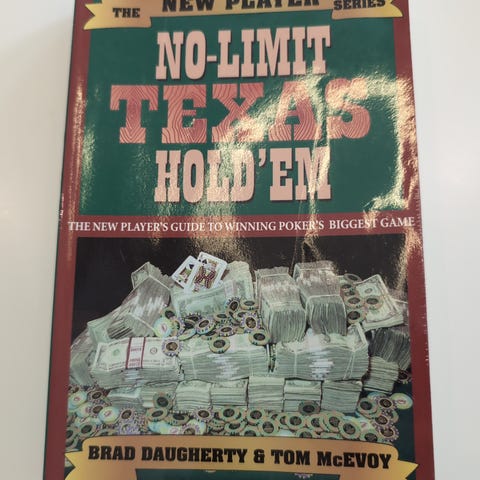 THE NEW PLAYER SERIES
NO-LIMIT
TEXAS
HOLD'EM
THE NEW PLAYER'S GUIDE TO WINNING POKER'S BIGGEST GAME
BRAD DAUGHERTY & TOM McEVOY